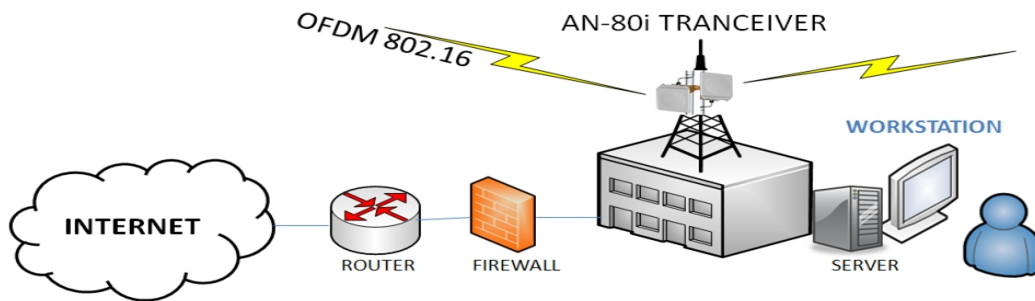 OFDM 802.16
AN-80i TRANCEIVER
WORKSTATION
INTERNET
ROUTER
FIREWALL
SERVER